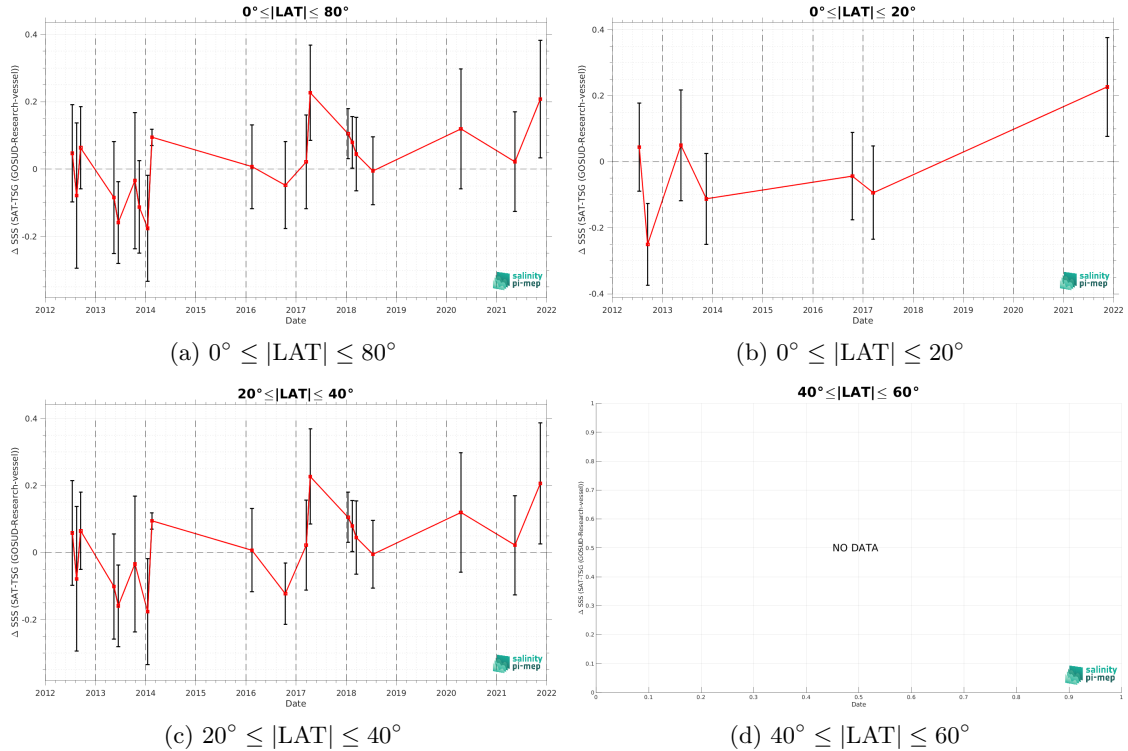 0°≤|LAT|≤ 80°
Δ SSS (SAT-TSG (GOSUD-Research-vessel))
0.4
0.2
0
-0.2
2012 2013 2014 2015 2016 2017 2018 2019 2020 2021 2022
Date
salinity
pi-mep
(a) 0° ≤ |LAT| ≤ 80°
0°≤|LAT|≤ 20°
Δ SSS (SAT-TSG (GOSUD-Research-vessel))
0.4
0.2
0
-0.2
-0.4
2012 2013 2014 2015 2016 2017 2018 2019 2020 2021 2022
Date
salinity
pi-mep
(b) 0° ≤ |LAT| ≤ 20°
20°≤|LAT|≤ 40°
Δ SSS (SAT-TSG (GOSUD-Research-vessel))
0.4
0.2
0
-0.2
2012 2013 2014 2015 2016 2017 2018 2019 2020 2021 2022
Date
salinity
pi-mep
(c) 20° ≤ |LAT| ≤ 40°
40°≤|LAT|≤ 60°
Δ SSS (SAT-TSG (GOSUD-Research-vessel))
1
0.9
0.8
0.7
0.6
0.5
0.4
0.3
0.2
0.1
0
NO DATA
0 0.1 0.2 0.3 0.4 0.5 0.6 0.7 0.8 0.9 1
Date
salinity
pi-mep
(d) 40° ≤ |LAT| ≤ 60°